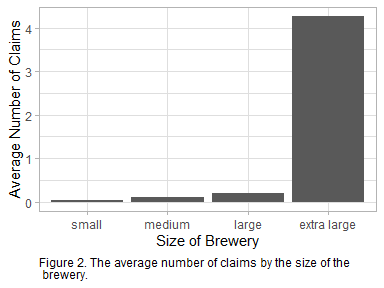 Average Number of Claims
4
3
2
1
0
small medium large extra large
Size of Brewery
Figure 2. The average number of claims by the size of the
brewery.